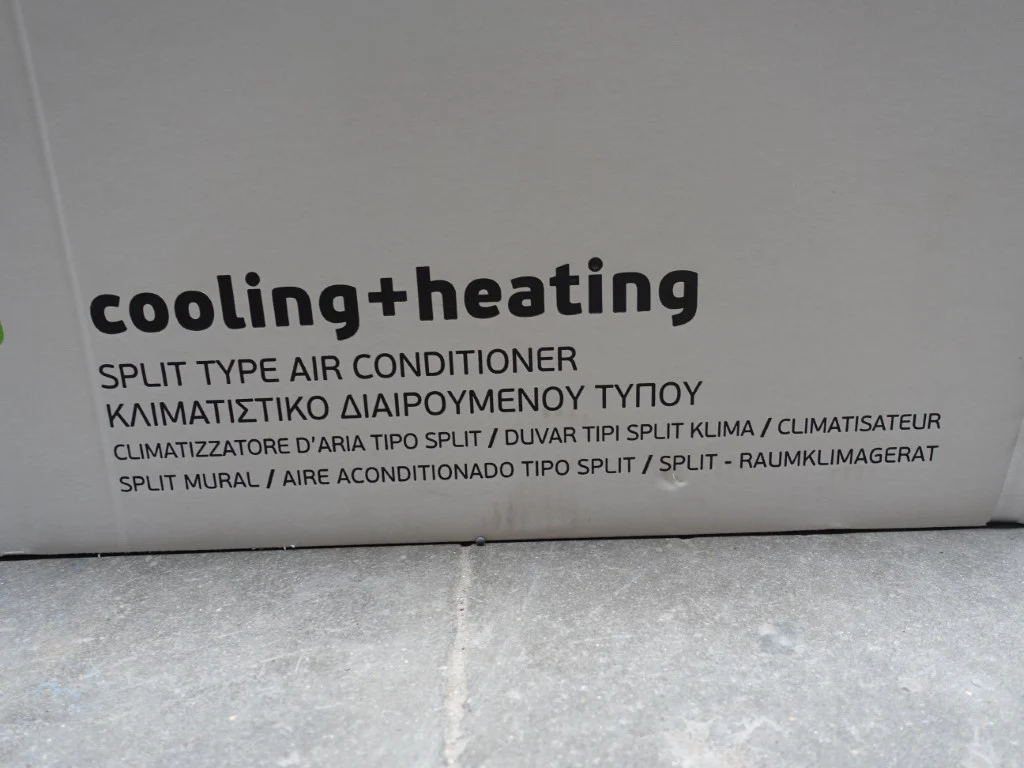 cooling+heating
SPLIT TYPE AIR CONDITIONER
ΚΛΙΜΑΤΙΣΤΙΚΟ ΔΙΑΙΡΟΥΜΕΝΟΥ ΤΥΠΟΥ
CLIMATIZZATORE D'ARIA TIPO SPLIT / DUVAR TIPI SPLIT KLIMA / CLIMATISATEUR
SPLIT MURAL / AIRE ACONDITIONADO TIPO SPLIT / SPLIT - RAUMKLIMAGERAT